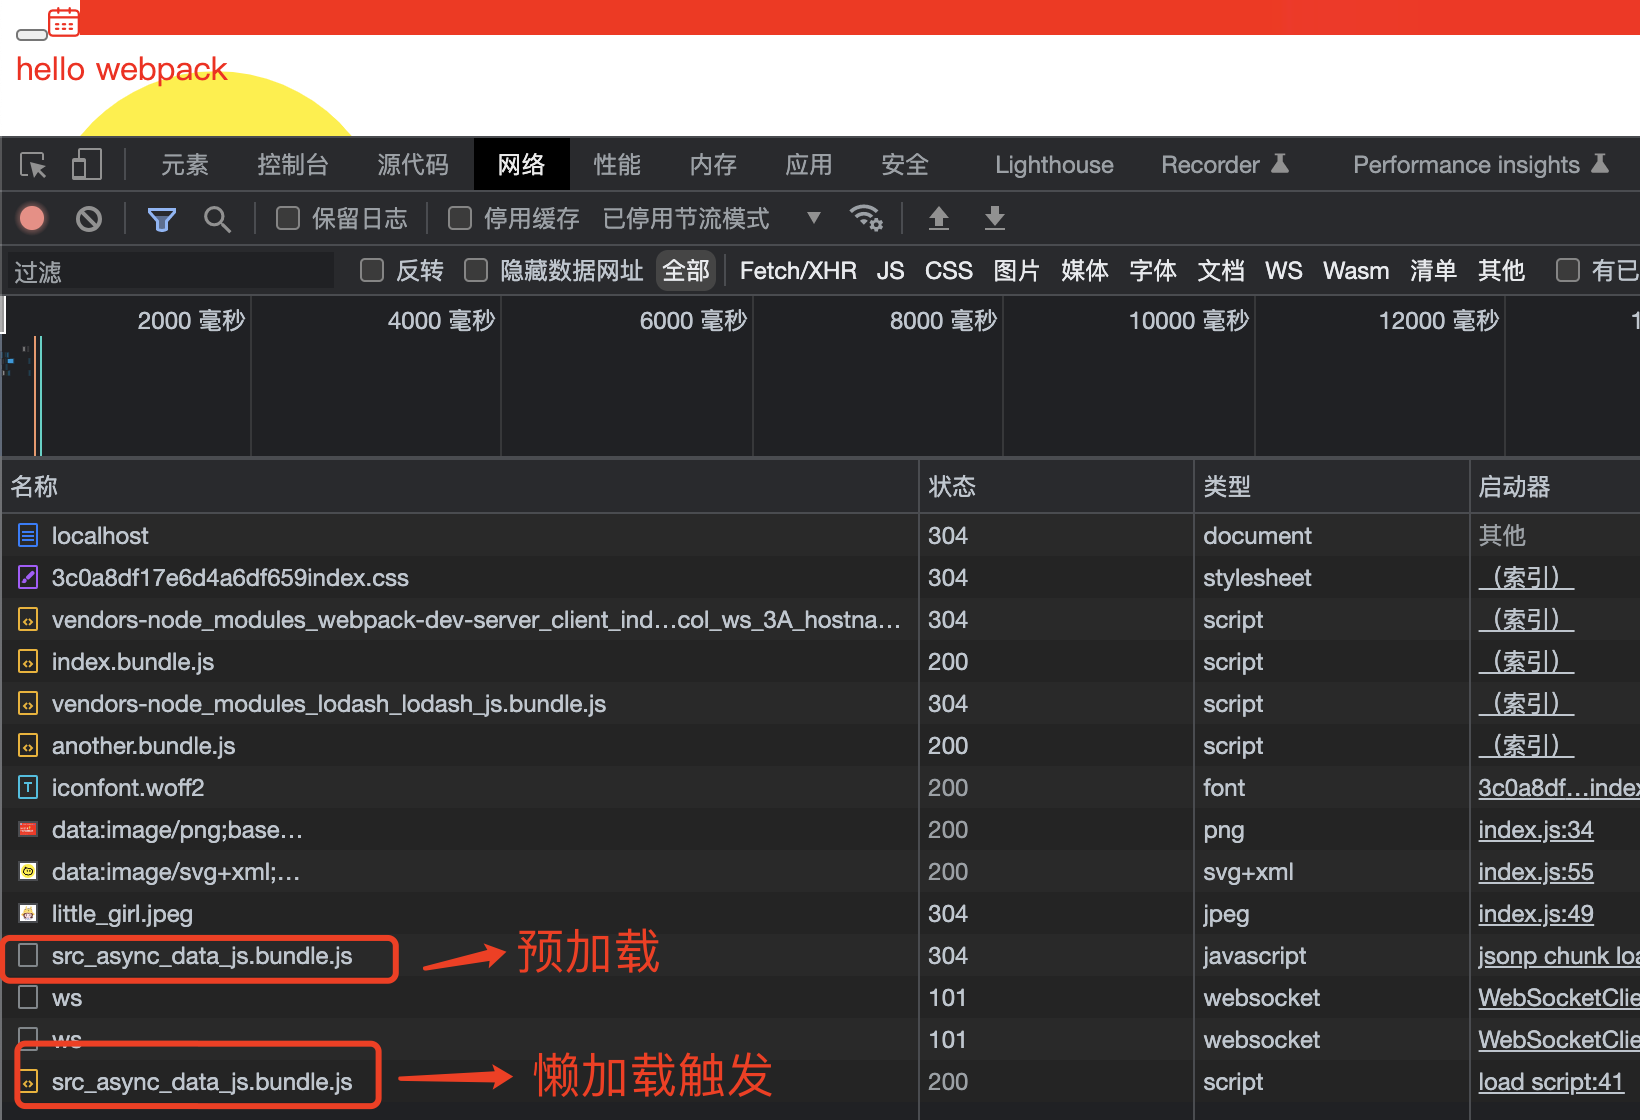 hello webpack
元素 控制台 源代码 网络 性能 内存 应用 安全 Lighthouse Recorder Performance insights
保留日志 停用缓存 已停用节流模式
过滤 反转 隐藏数据网址 全部 Fetch/XHR JS CSS 图片 媒体 字体 文档 WS Wasm 清单 其他 有已
2000 毫秒 4000 毫秒 6000 毫秒 8000 毫秒 10000 毫秒 12000 毫秒 1
名称 状态 类型 启动器
localhost 304 document 其他
3c0a8df17e6d4a6df659index.css 304 stylesheet （索引）
vendors-node_modules_webpack-dev-server_client_ind…col_ws_3A_hostna… 304 script （索引）
index.bundle.js 200 script （索引）
vendors-node_modules_lodash_lodash_js.bundle.js 304 script （索引）
another.bundle.js 200 script （索引）
iconfont.woff2 200 font 3c0a8df…index
data:image/png;base… 200 png index.js:34
data:image/svg+xml;… 200 svg+xml index.js:55
little_girl.jpeg 304 jpeg index.js:49
src_async_data_js.bundle.js 预加载 304 javascript jsonp chunk loa
ws 101 websocket WebSocketClie
ws 101 websocket WebSocketClie
src_async_data_js.bundle.js 懒加载触发 200 script load script:41